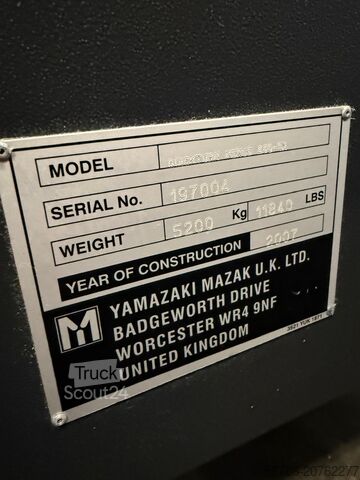 MODEL
SERIAL No. 197004
WEIGHT 5200 Kg 11840 LBS
YEAR OF CONSTRUCTION 2007
YAMAZAKI MAZAK U.K. LTD.
BADGEWORTH DRIVE
WORCESTER WR4 9NF
UNITED KINGDOM
Truck
Scout24